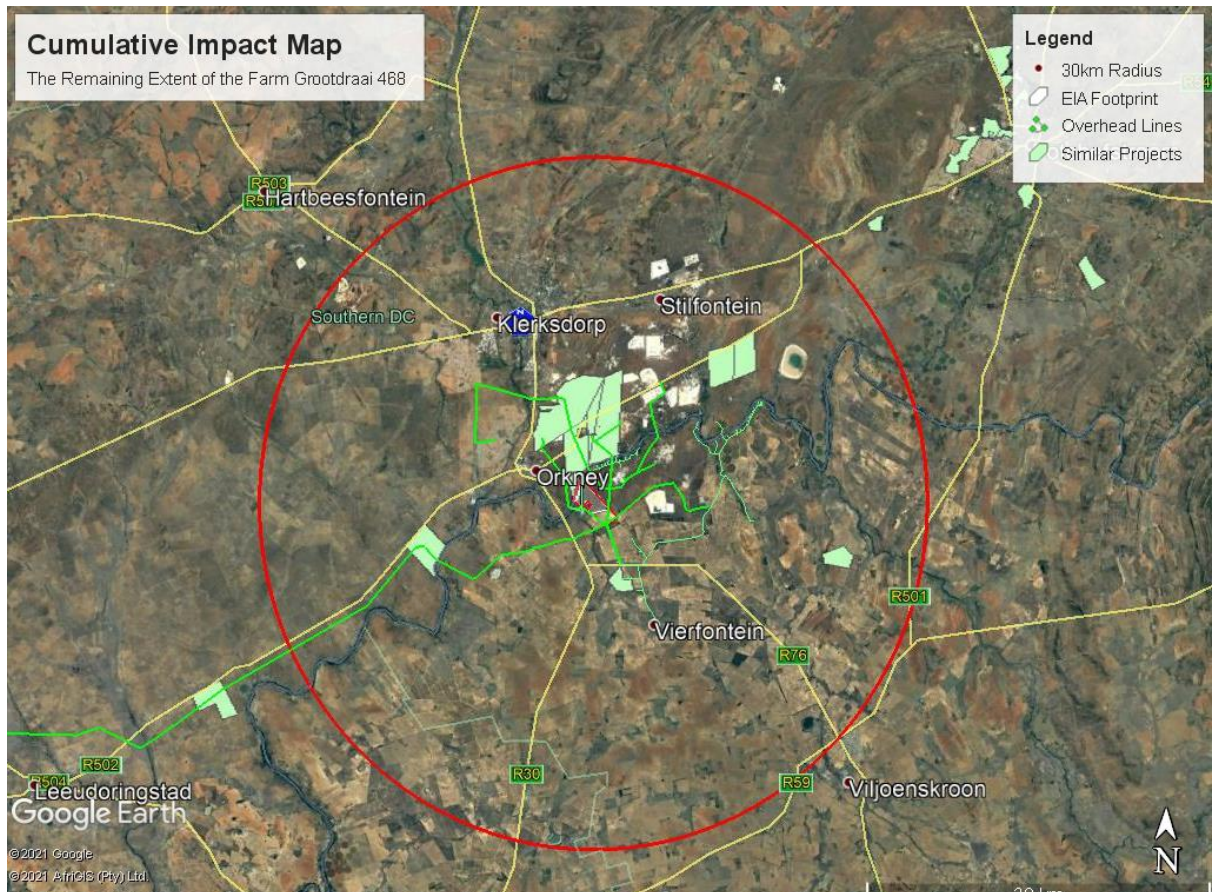 Cumulative Impact Map
The Remaining Extent of the Farm Grootdraai 468
Legend
30km Radius
EIA Footprint
Overhead Lines
Similar Projects
R503
Hartbeesfontein
Southern DC
Klerksdorp
Stilfontein
Orkney
Vierfontein
R501
R76
R502
R504
Leeudoringstad
R30
R59
Viljoenskroon
Google Earth
©2021 Google
©2021 AfriGIS (Pty) Ltd.
N